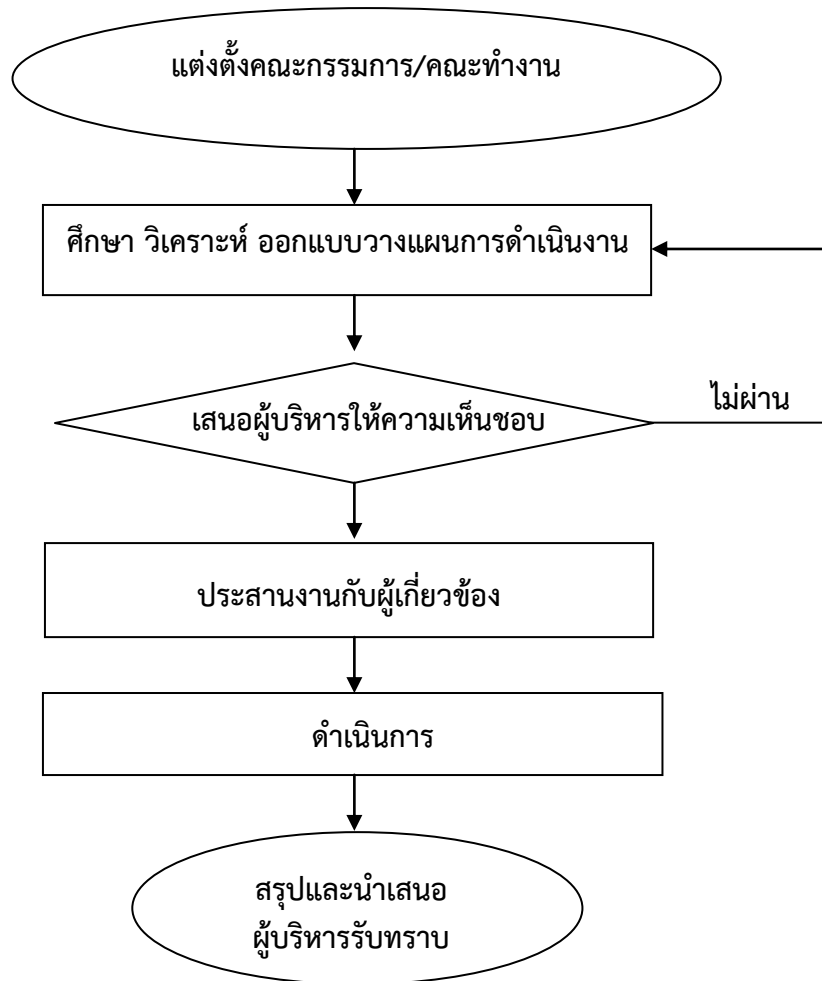 แต่งตั้งคณะกรรมการ/คณะทำงาน
ศึกษา วิเคราะห์ ออกแบบวางแผนการดำเนินงาน
ไม่ผ่าน
เสนอผู้บริหารให้ความเห็นชอบ
ประสานงานกับผู้เกี่ยวข้อง
ดำเนินการ
สรุปและนำเสนอ
ผู้บริหารรับทราบ